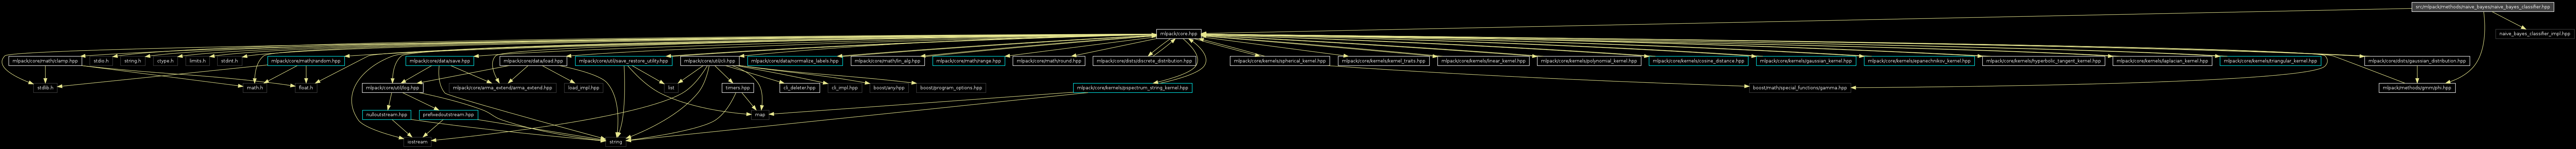 src/mlpack/methods/naive_bayes/naive_bayes_classifier.hpp
mlpack/core.hpp
naive_bayes_classifier_impl.hpp
mlpack/core/math/clamp.hpp
stdio.h
string.h
ctype.h
limits.h
stdint.h
mlpack/core/math/random.hpp
mlpack/core/data/save.hpp
mlpack/core/data/load.hpp
mlpack/core/util/save_restore_utility.hpp
mlpack/core/util/cli.hpp
mlpack/core/data/normalize_labels.hpp
mlpack/core/math/lin_alg.hpp
mlpack/core/math/range.hpp
mlpack/core/math/round.hpp
mlpack/core/dists/discrete_distribution.hpp
mlpack/core/kernels/spherical_kernel.hpp
mlpack/core/kernels/kernel_traits.hpp
mlpack/core/kernels/linear_kernel.hpp
mlpack/core/kernels/polynomial_kernel.hpp
mlpack/core/kernels/cosine_distance.hpp
mlpack/core/kernels/gaussian_kernel.hpp
mlpack/core/kernels/epanechnikov_kernel.hpp
mlpack/core/kernels/hyperbolic_tangent_kernel.hpp
mlpack/core/kernels/laplacian_kernel.hpp
mlpack/core/kernels/triangular_kernel.hpp
mlpack/core/dists/gaussian_distribution.hpp
stdlib.h
math.h
float.h
mlpack/core/util/log.hpp
mlpack/core/arma_extend/arma_extend.hpp
load_impl.hpp
list
timers.hpp
cli_deleter.hpp
cli_impl.hpp
boost/any.hpp
boost/program_options.hpp
mlpack/core/kernels/pspectrum_string_kernel.hpp
boost/math/special_functions/gamma.hpp
mlpack/methods/gmm/phi.hpp
nulloutstream.hpp
prefixedoutstream.hpp
map
iostream
string